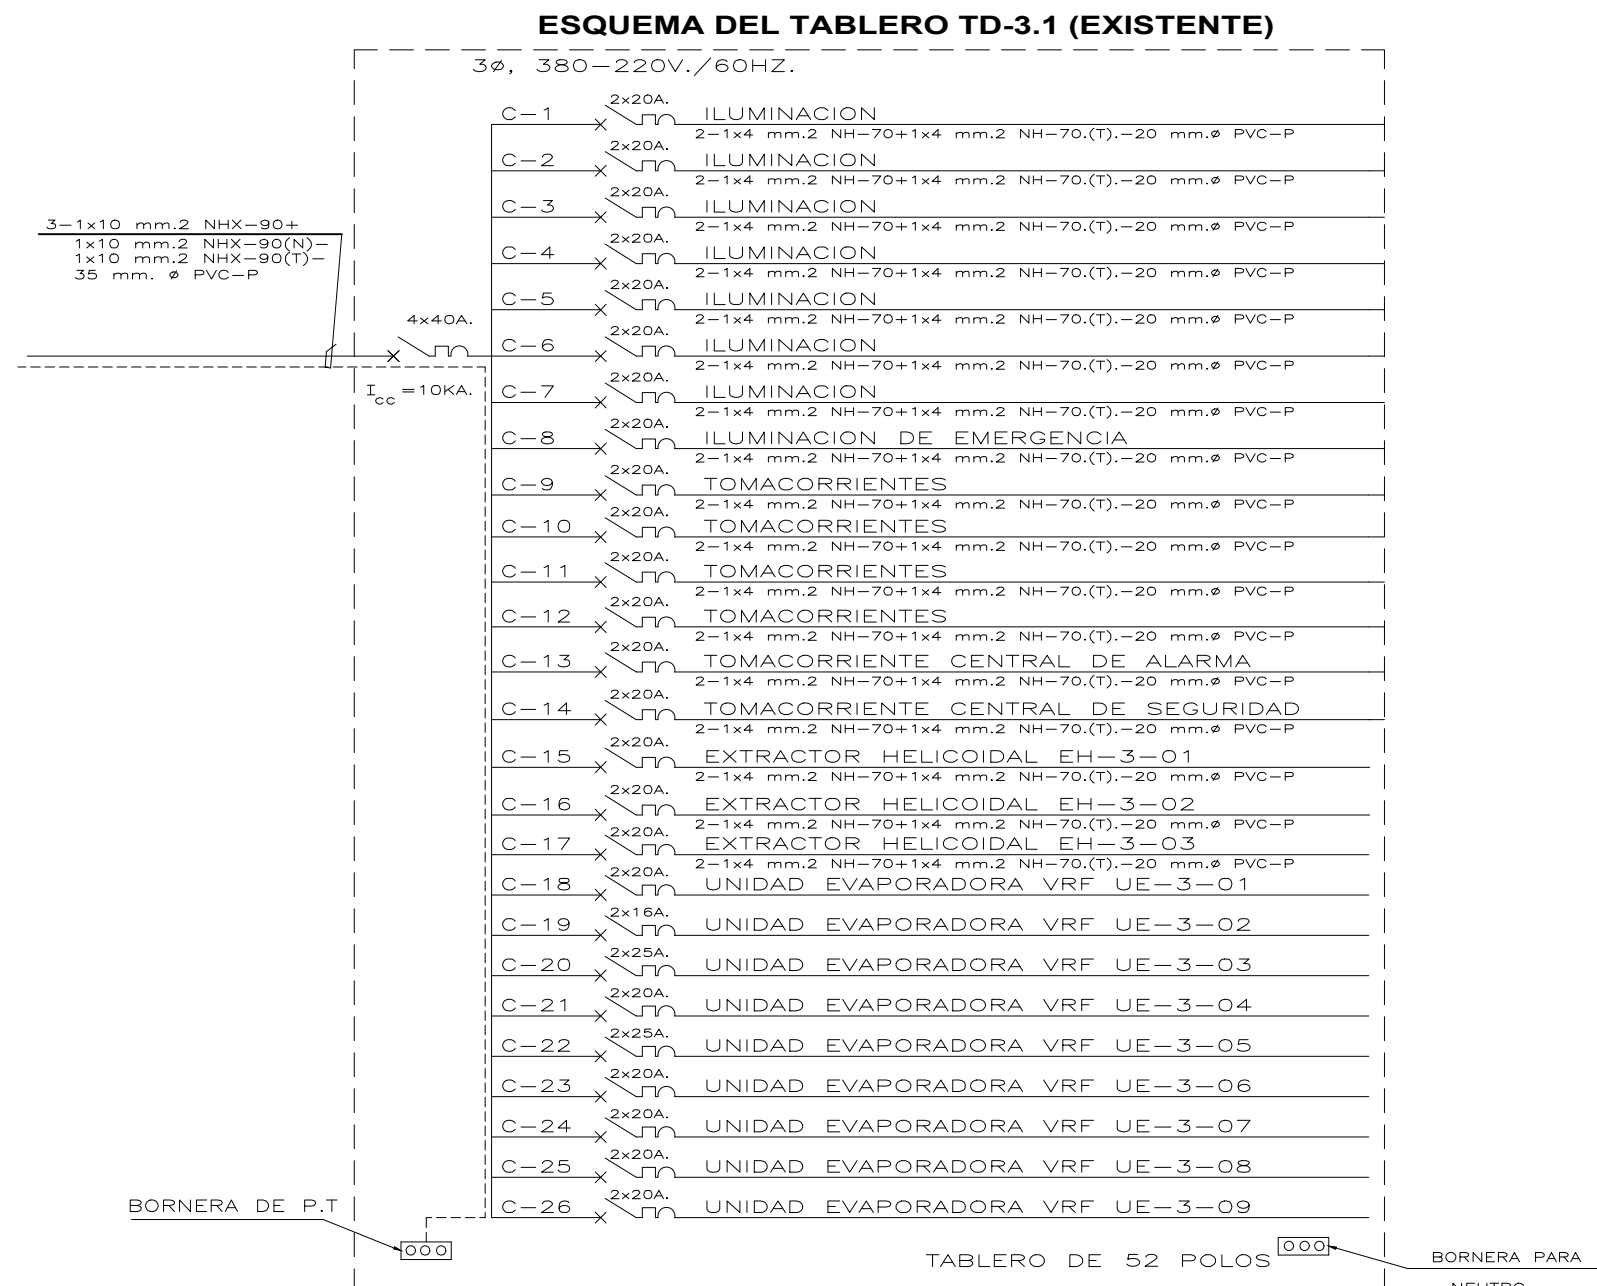 ESQUEMA DEL TABLERO TD-3.1 (EXISTENTE)
3ø, 380-220V./60HZ.
3-1x10 mm.2 NHX-90+
1x10 mm.2 NHX-90(N)-
1x10 mm.2 NHX-90(T)-
35 mm. ø PVC-P
4x40A.
Icc=10KA.
C-1 2x20A. ILUMINACION
2-1x4 mm.2 NH-70+1x4 mm.2 NH-70.(T).-20 mm.ø PVC-P
C-2 2x20A. ILUMINACION
2-1x4 mm.2 NH-70+1x4 mm.2 NH-70.(T).-20 mm.ø PVC-P
C-3 2x20A. ILUMINACION
2-1x4 mm.2 NH-70+1x4 mm.2 NH-70.(T).-20 mm.ø PVC-P
C-4 2x20A. ILUMINACION
2-1x4 mm.2 NH-70+1x4 mm.2 NH-70.(T).-20 mm.ø PVC-P
C-5 2x20A. ILUMINACION
2-1x4 mm.2 NH-70+1x4 mm.2 NH-70.(T).-20 mm.ø PVC-P
C-6 2x20A. ILUMINACION
2-1x4 mm.2 NH-70+1x4 mm.2 NH-70.(T).-20 mm.ø PVC-P
C-7 2x20A. ILUMINACION
2-1x4 mm.2 NH-70+1x4 mm.2 NH-70.(T).-20 mm.ø PVC-P
C-8 2x20A. ILUMINACION DE EMERGENCIA
2-1x4 mm.2 NH-70+1x4 mm.2 NH-70.(T).-20 mm.ø PVC-P
C-9 2x20A. TOMACORRIENTES
2-1x4 mm.2 NH-70+1x4 mm.2 NH-70.(T).-20 mm.ø PVC-P
C-10 2x20A. TOMACORRIENTES
2-1x4 mm.2 NH-70+1x4 mm.2 NH-70.(T).-20 mm.ø PVC-P
C-11 2x20A. TOMACORRIENTES
2-1x4 mm.2 NH-70+1x4 mm.2 NH-70.(T).-20 mm.ø PVC-P
C-12 2x20A. TOMACORRIENTES
2-1x4 mm.2 NH-70+1x4 mm.2 NH-70.(T).-20 mm.ø PVC-P
C-13 2x20A. TOMACORRIENTE CENTRAL DE ALARMA
2-1x4 mm.2 NH-70+1x4 mm.2 NH-70.(T).-20 mm.ø PVC-P
C-14 2x20A. TOMACORRIENTE CENTRAL DE SEGURIDAD
2-1x4 mm.2 NH-70+1x4 mm.2 NH-70.(T).-20 mm.ø PVC-P
C-15 2x20A. EXTRACTOR HELICOIDAL EH-3-01
2-1x4 mm.2 NH-70+1x4 mm.2 NH-70.(T).-20 mm.ø PVC-P
C-16 2x20A. EXTRACTOR HELICOIDAL EH-3-02
2-1x4 mm.2 NH-70+1x4 mm.2 NH-70.(T).-20 mm.ø PVC-P
C-17 2x20A. EXTRACTOR HELICOIDAL EH-3-03
2-1x4 mm.2 NH-70+1x4 mm.2 NH-70.(T).-20 mm.ø PVC-P
C-18 2x20A. UNIDAD EVAPORADORA VRF UE-3-01
C-19 2x16A. UNIDAD EVAPORADORA VRF UE-3-02
C-20 2x25A. UNIDAD EVAPORADORA VRF UE-3-03
C-21 2x20A. UNIDAD EVAPORADORA VRF UE-3-04
C-22 2x25A. UNIDAD EVAPORADORA VRF UE-3-05
C-23 2x20A. UNIDAD EVAPORADORA VRF UE-3-06
C-24 2x20A. UNIDAD EVAPORADORA VRF UE-3-07
C-25 2x20A. UNIDAD EVAPORADORA VRF UE-3-08
C-26 2x20A. UNIDAD EVAPORADORA VRF UE-3-09
BORNERA DE P.T
TABLERO DE 52 POLOS
BORNERA PARA
NEUTRO